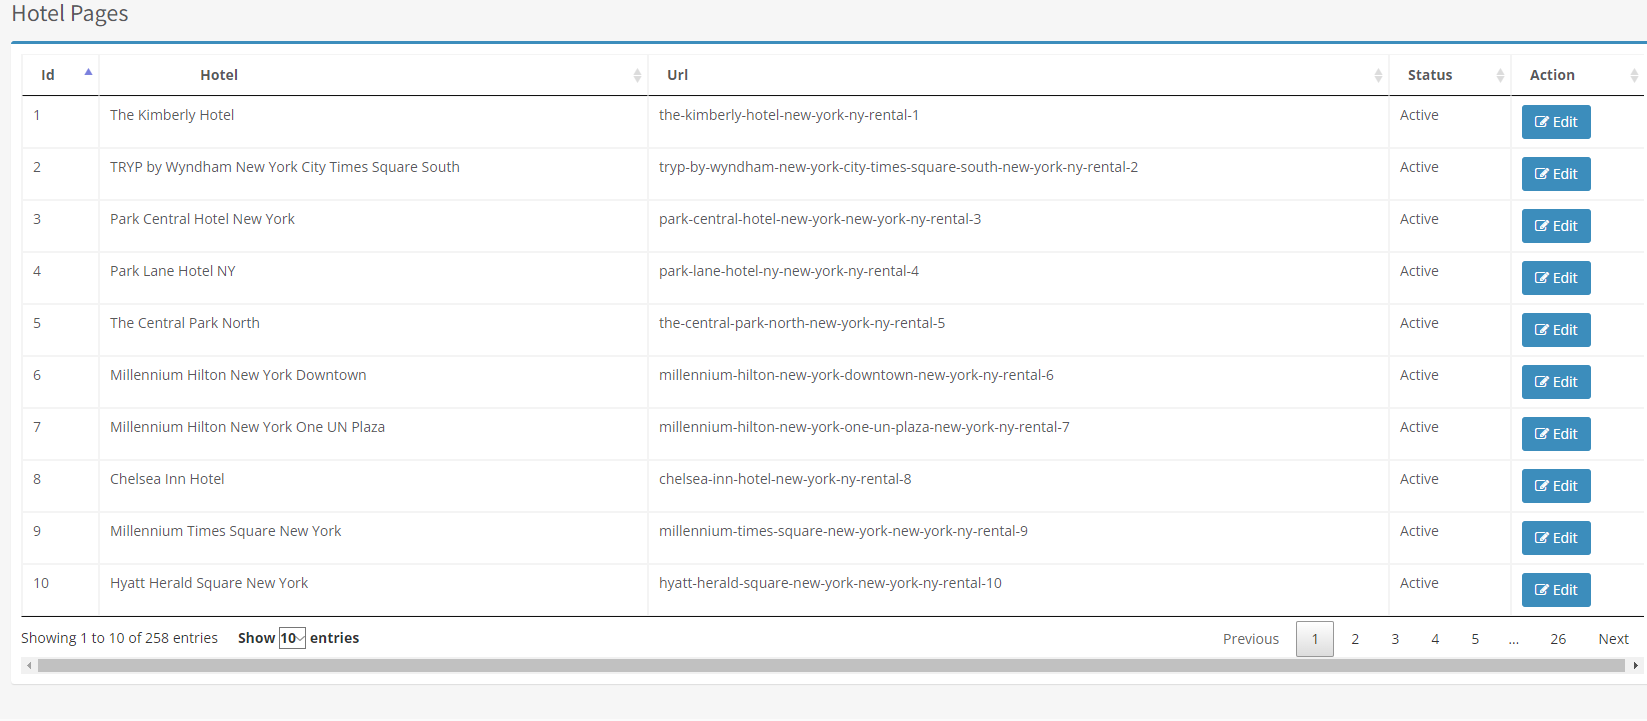 Hotel Pages
Id Hotel Url Status Action
1 The Kimberly Hotel the-kimberly-hotel-new-york-ny-rental-1 Active Edit
2 TRYP by Wyndham New York City Times Square South tryp-by-wyndham-new-york-city-times-square-south-new-york-ny-rental-2 Active Edit
3 Park Central Hotel New York park-central-hotel-new-york-new-york-ny-rental-3 Active Edit
4 Park Lane Hotel NY park-lane-hotel-ny-new-york-ny-rental-4 Active Edit
5 The Central Park North the-central-park-north-new-york-ny-rental-5 Active Edit
6 Millennium Hilton New York Downtown millennium-hilton-new-york-downtown-new-york-ny-rental-6 Active Edit
7 Millennium Hilton New York One UN Plaza millennium-hilton-new-york-one-un-plaza-new-york-ny-rental-7 Active Edit
8 Chelsea Inn Hotel chelsea-inn-hotel-new-york-ny-rental-8 Active Edit
9 Millennium Times Square New York millennium-times-square-new-york-new-york-ny-rental-9 Active Edit
10 Hyatt Herald Square New York hyatt-herald-square-new-york-new-york-ny-rental-10 Active Edit
Showing 1 to 10 of 258 entries Show 10 entries Previous 1 2 3 4 5 ... 26 Next